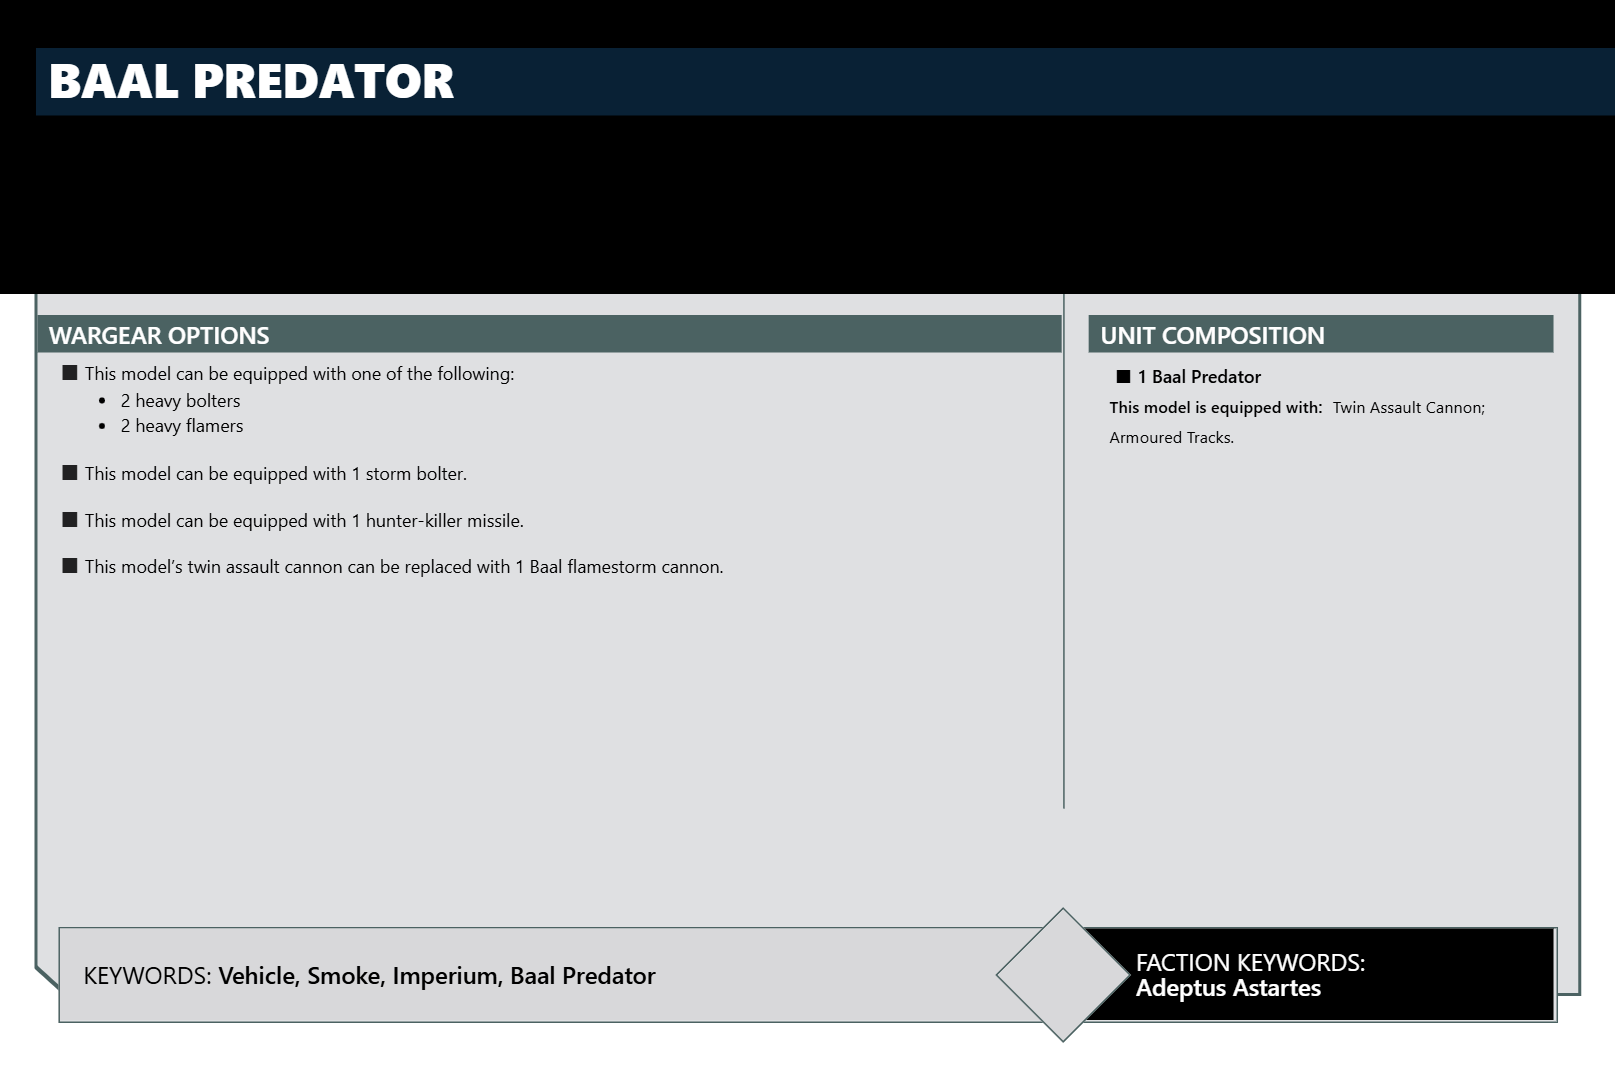 BAAL PREDATOR
WARGEAR OPTIONS
■ This model can be equipped with one of the following:
• 2 heavy bolters
• 2 heavy flamers
■ This model can be equipped with 1 storm bolter.
■ This model can be equipped with 1 hunter-killer missile.
■ This model’s twin assault cannon can be replaced with 1 Baal flamestorm cannon.
UNIT COMPOSITION
■ 1 Baal Predator
This model is equipped with: Twin Assault Cannon;
Armoured Tracks.
KEYWORDS: Vehicle, Smoke, Imperium, Baal Predator
FACTION KEYWORDS:
Adeptus Astartes